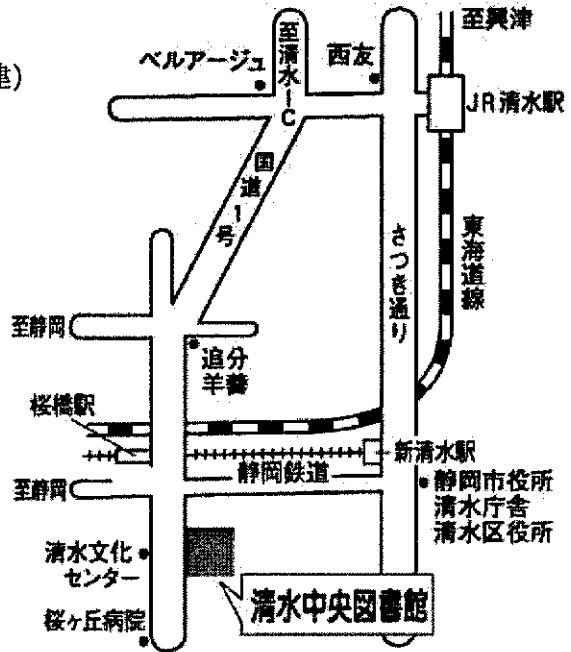 至興津
至清水IC
西友
ベルアージュ
JR清水駅
国道1号
さつき通り
東海道線
至静岡
追分
羊羹
桜橋駅
新清水駅
静岡鉄道
至静岡
静岡市役所
清水庁舎
清水区役所
清水文化
センター
清水中央図書館
桜ヶ丘病院